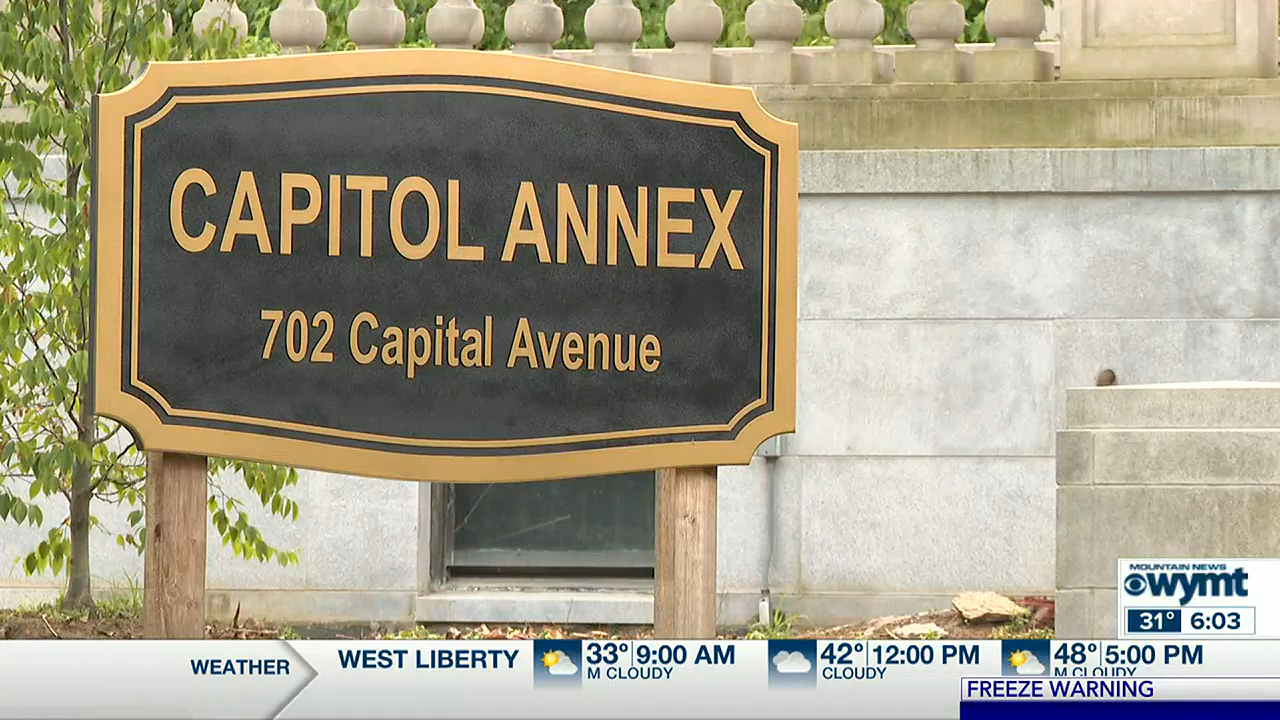 CAPITOL ANNEX
702 Capital Avenue
MOUNTAIN NEWS
wymt
31° 6:03
WEATHER
WEST LIBERTY
33° 9:00 AM
M CLOUDY
42° 12:00 PM
CLOUDY
48° 5:00 PM
M CLOUDY
FREEZE WARNING